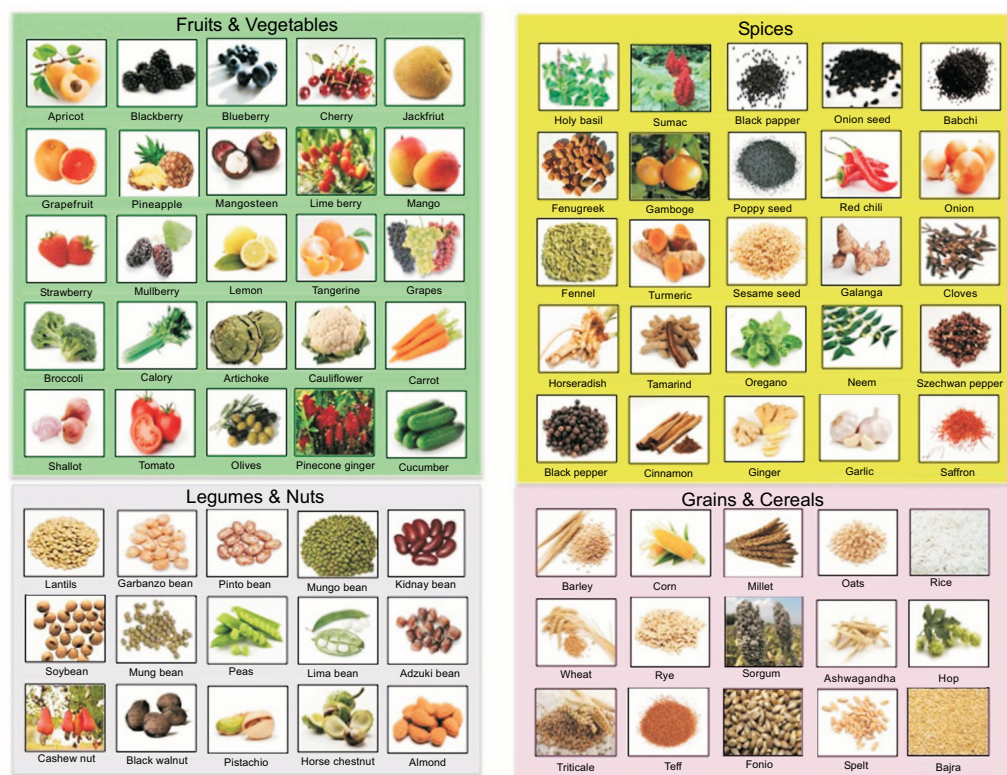 Fruits & Vegetables
Apricot Blackberry Blueberry Cherry Jackfriut
Grapefruit Pineapple Mangosteen Lime berry Mango
Strawberry Mullberry Lemon Tangerine Grapes
Broccoli Calory Artichoke Cauliflower Carrot
Shallot Tomato Olives Pinecone ginger Cucumber
Spices
Holy basil Sumac Black papper Onion seed Babchi
Fenugreek Gamboge Poppy seed Red chili Onion
Fennel Turmeric Sesame seed Galanga Cloves
Horseradish Tamarind Oregano Neem Szechwan pepper
Black pepper Cinnamon Ginger Garlic Saffron
Legumes & Nuts
Lantils Garbanzo bean Pinto bean Mungo bean Kidnay bean
Soybean Mung bean Peas Lima bean Adzuki bean
Cashew nut Black walnut Pistachio Horse chestnut Almond
Grains & Cereals
Barley Corn Millet Oats Rice
Wheat Rye Sorgum Ashwagandha Hop
Triticale Teff Fonio Spelt Bajra